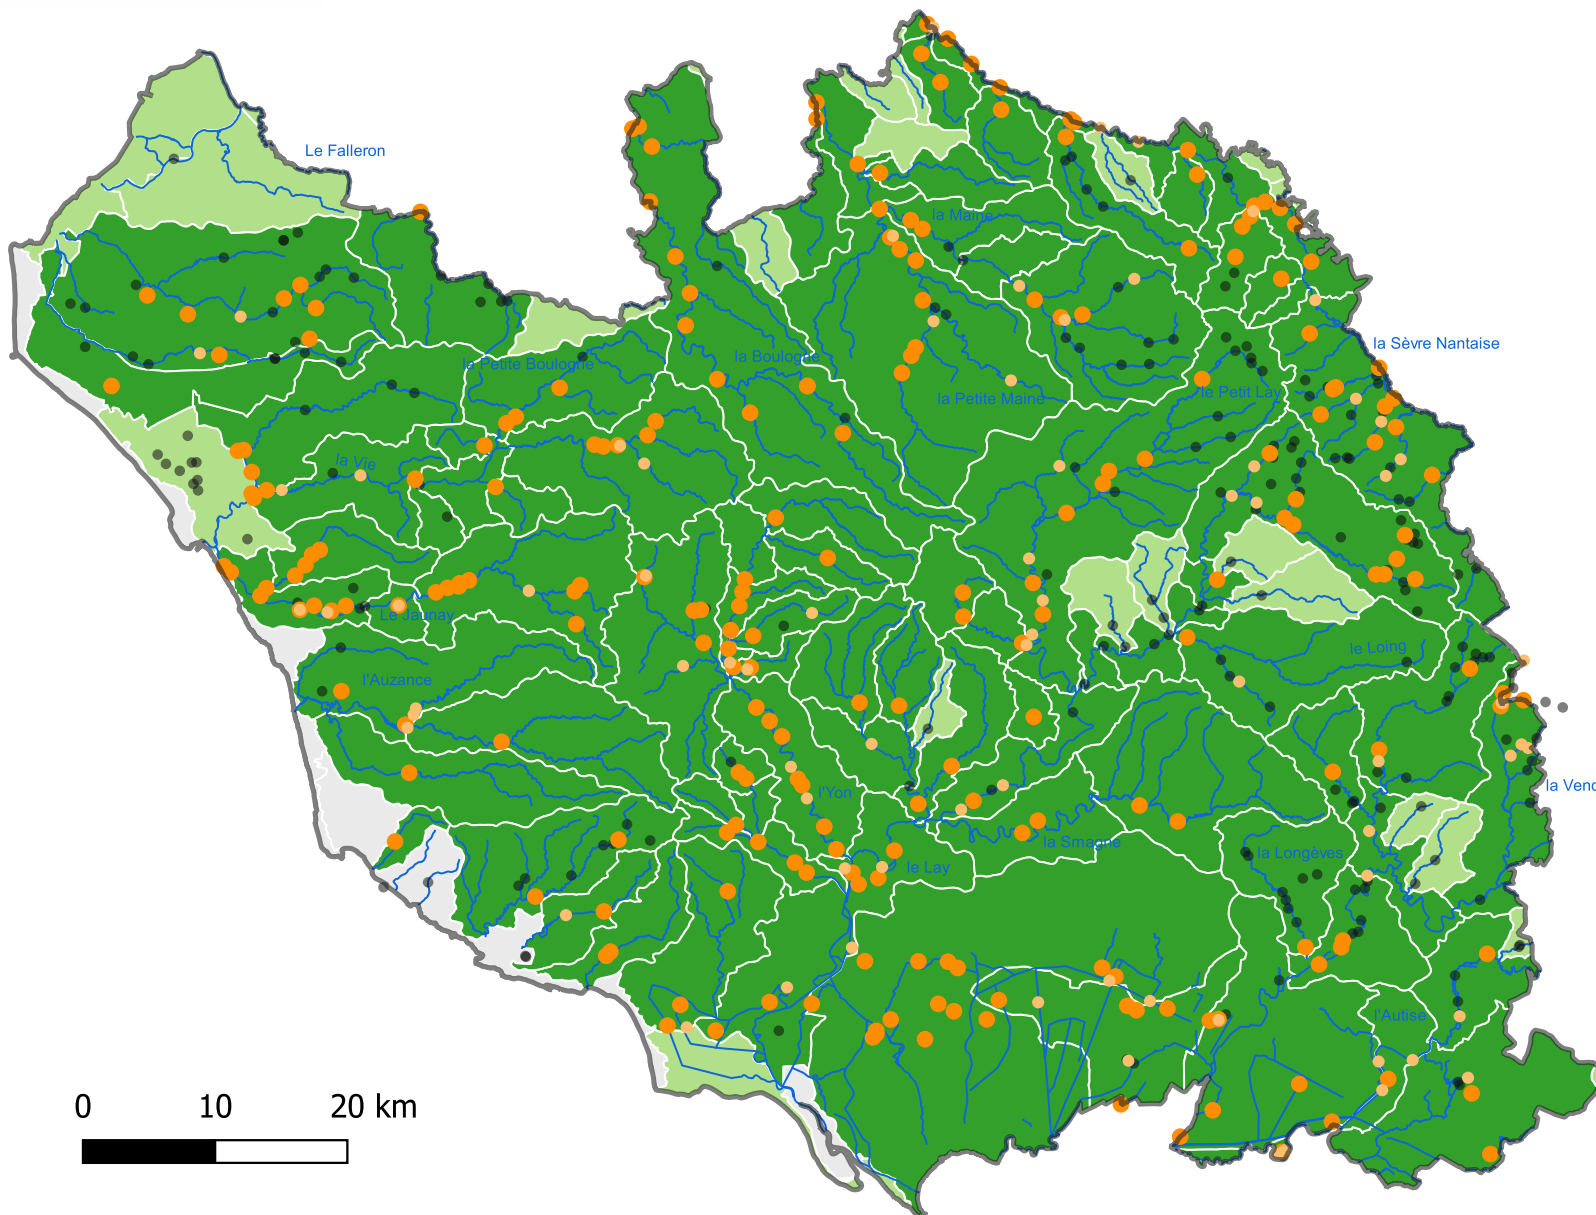 Le Falleron
la Maine
la Sèvre Nantaise
la Boulogne
la Petite Boulogne
le Petit Lay
la Petite Maine
la Vie
Le Jaunay
le Loing
l'Auzance
l'Yon
la Vend
la Smagne
la Longèves
le Lay
l'Autise
0 10 20 km